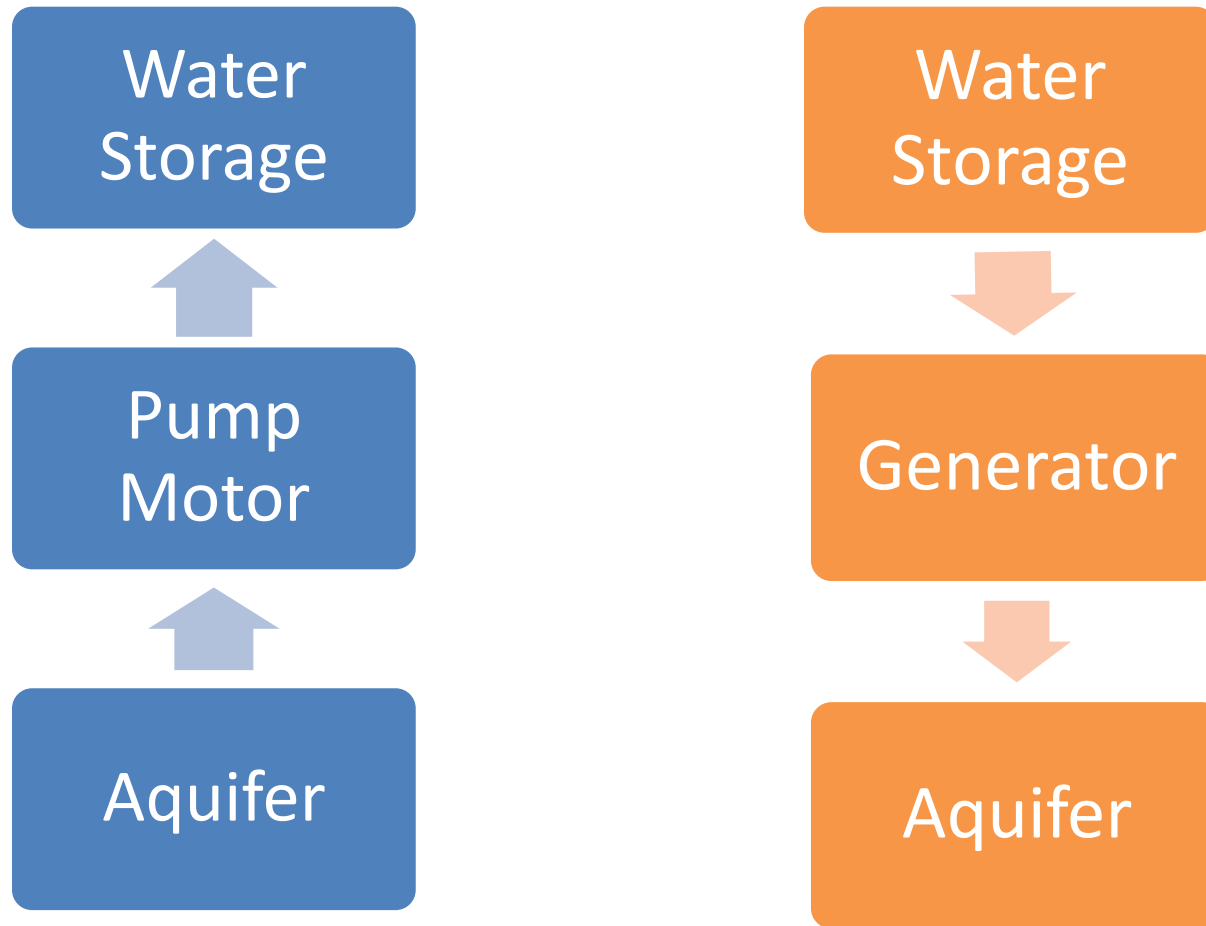 Water
Storage
Pump
Motor
Aquifer
Water
Storage
Generator
Aquifer